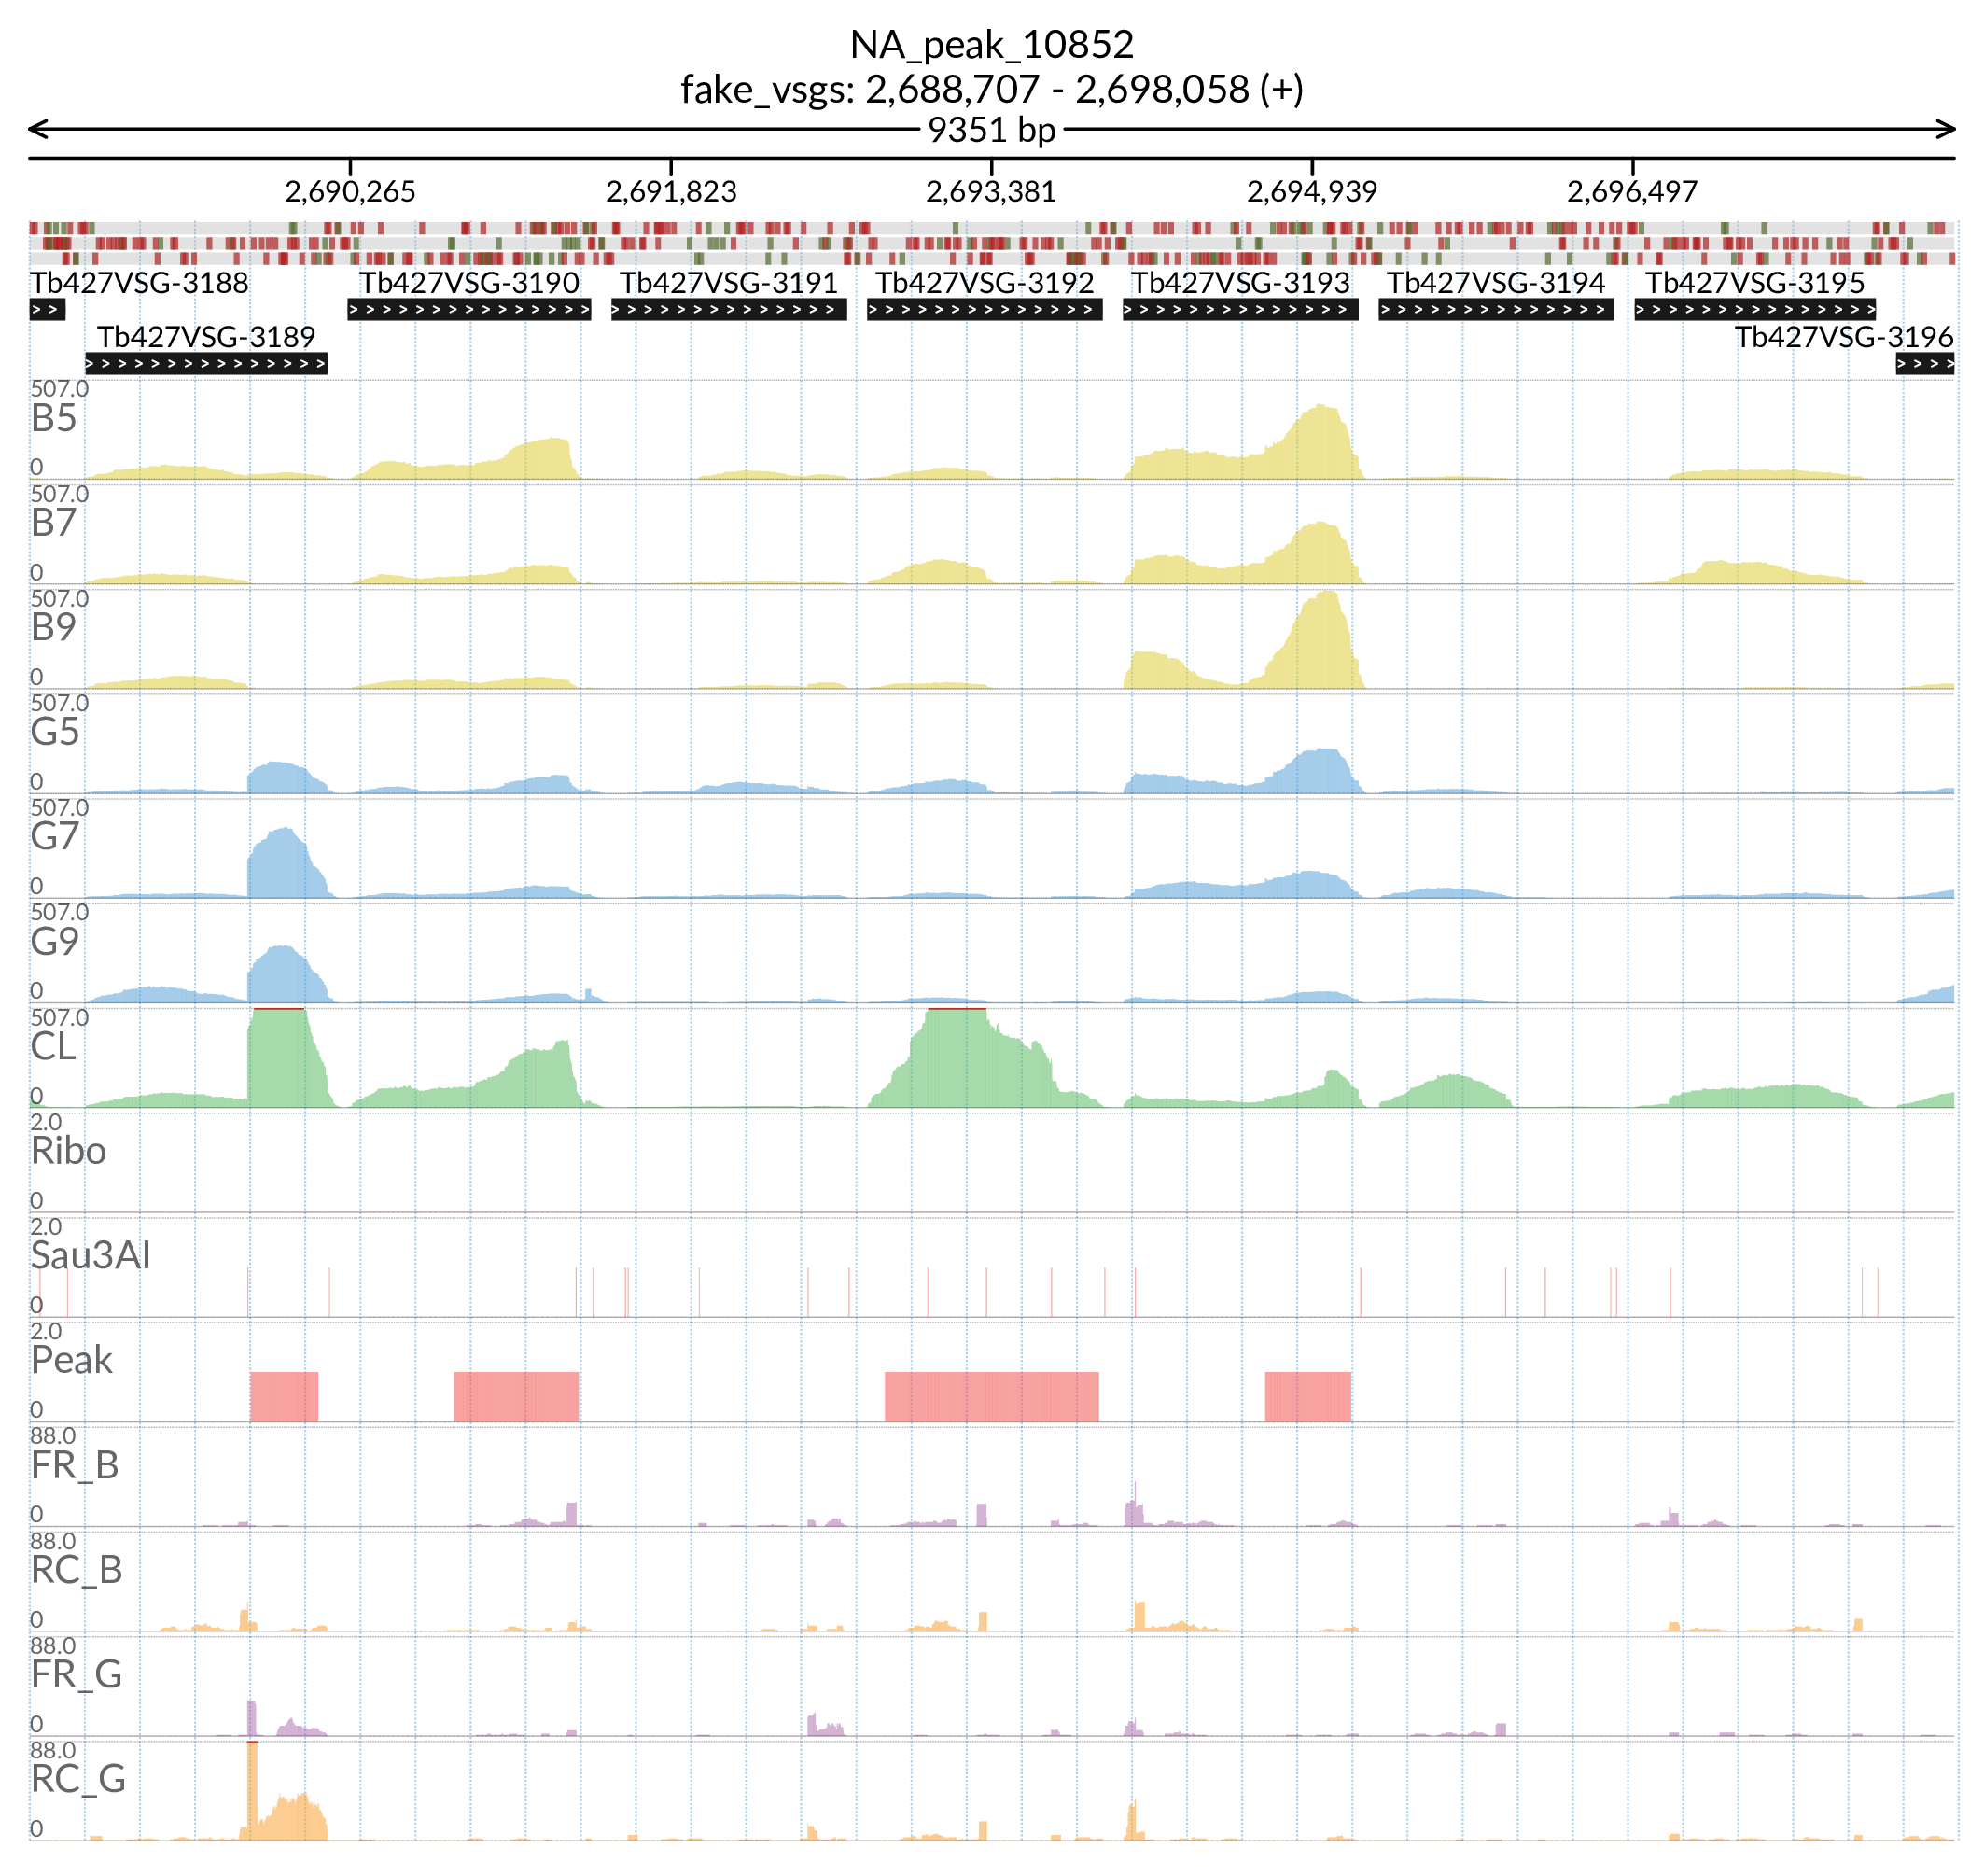 NA_peak_10852
fake_vsgs: 2,688,707 - 2,698,058 (+)
9351 bp
2,690,265 2,691,823 2,693,381 2,694,939 2,696,497
Tb427VSG-3188 Tb427VSG-3190 Tb427VSG-3191 Tb427VSG-3192 Tb427VSG-3193 Tb427VSG-3194 Tb427VSG-3195
Tb427VSG-3189 Tb427VSG-3196
507.0
B5
0
507.0
B7
0
507.0
B9
0
507.0
G5
0
507.0
G7
0
507.0
G9
0
507.0
CL
0
2.0
Ribo
0
2.0
Sau3AI
0
2.0
Peak
0
88.0
FR_B
0
88.0
RC_B
0
88.0
FR_G
0
88.0
RC_G
0